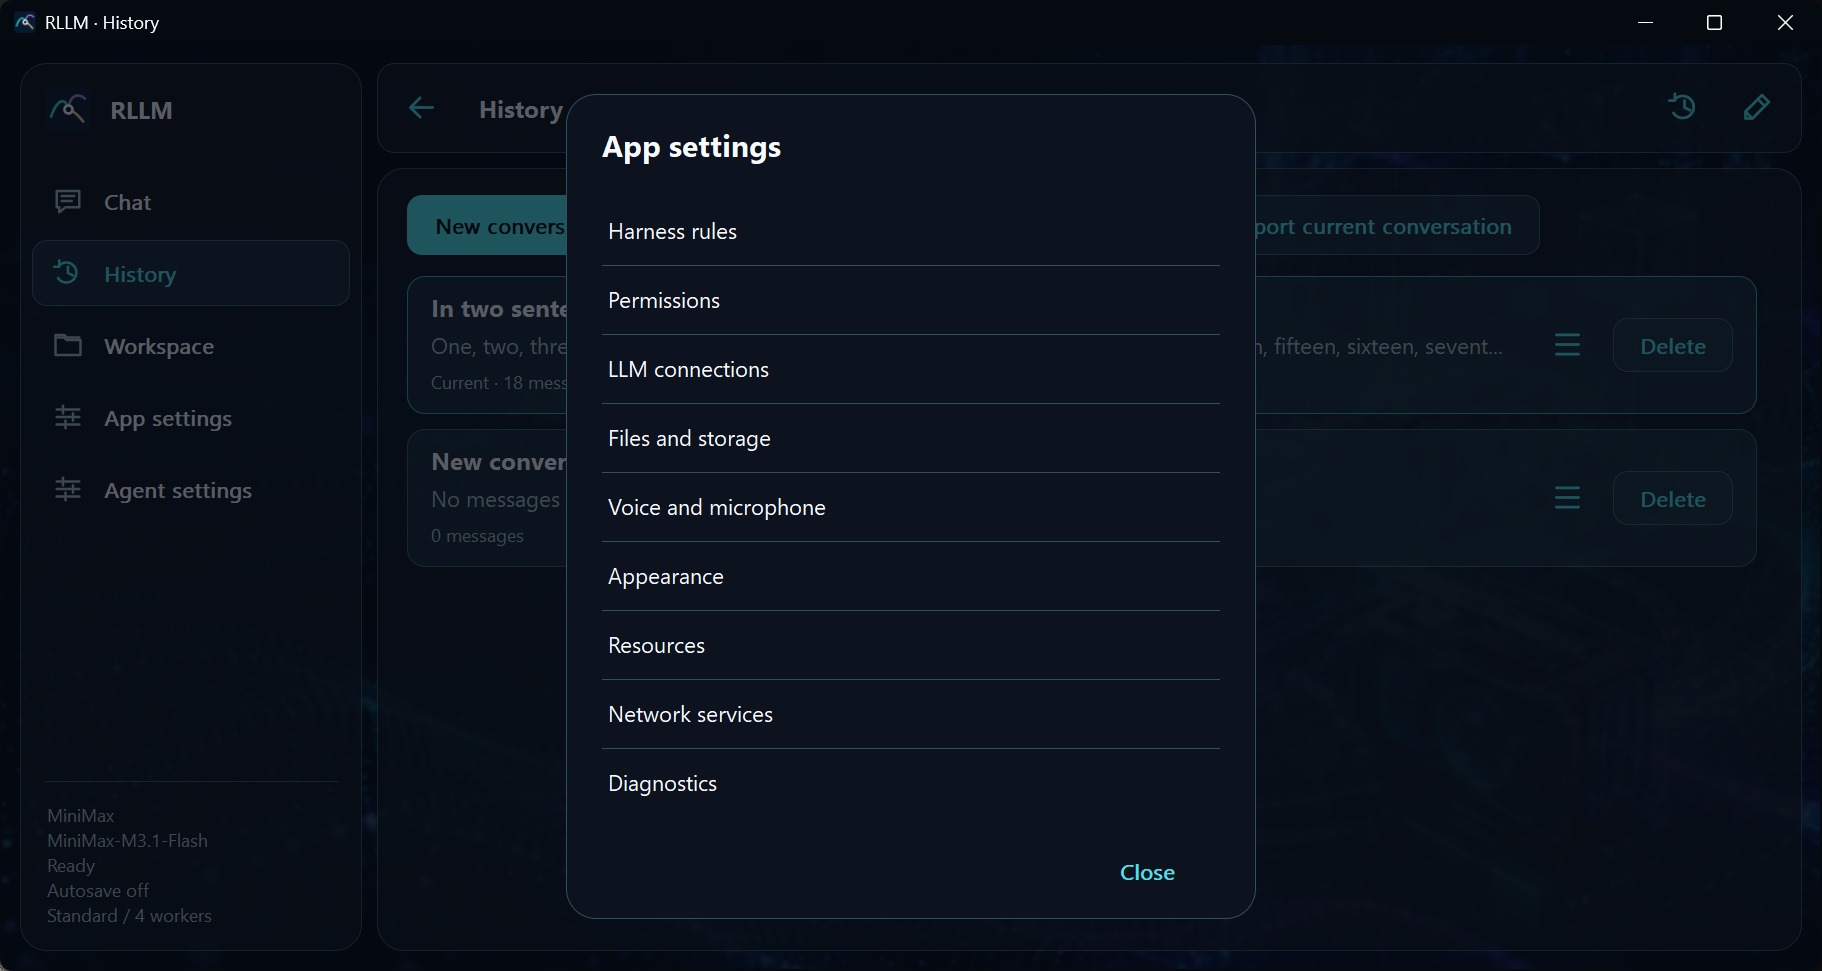 RLLM · History
RLLM
Chat
History
Workspace
App settings
Agent settings
MiniMax
MiniMax-M3.1-Flash
Ready
Autosave off
Standard / 4 workers
History
New convers
port current conversation
In two sente
One, two, thre
, fifteen, sixteen, sevent...
Current · 18 mess
Delete
New conver
No messages
0 messages
Delete
App settings
Harness rules
Permissions
LLM connections
Files and storage
Voice and microphone
Appearance
Resources
Network services
Diagnostics
Close